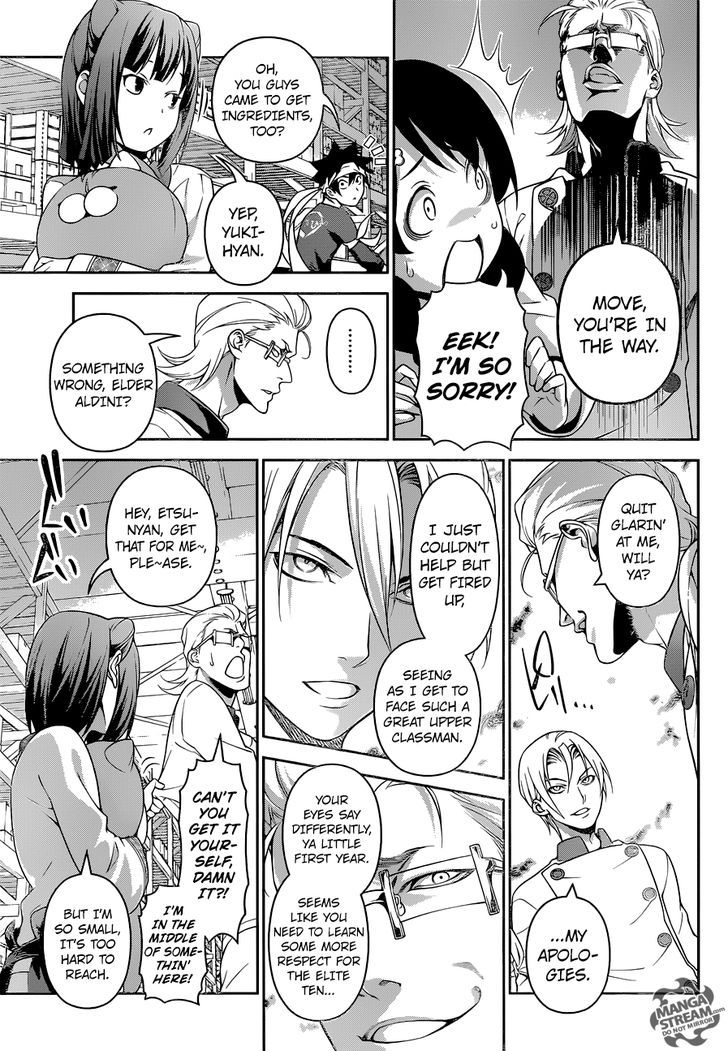 MOVE,
YOU'RE IN
THE WAY.
EEK!
I'M SO
SORRY!
OH,
YOU GUYS
CAME TO GET
INGREDIENTS,
TOO?
YEP,
YUKI-
HYAN.
.........
SOMETHING
WRONG, ELDER
ALDINI?
QUIT
GLARIN'
AT ME,
WILL
YA?
...MY
APOLO-
GIES.
I JUST
COULDN'T
HELP BUT
GET FIRED
UP,
SEEING
AS I GET TO
FACE SUCH A
GREAT UPPER
CLASSMAN.
YOUR
EYES SAY
DIFFERENTLY,
YA LITTLE
FIRST YEAR.
SEEMS
LIKE YOU
NEED TO LEARN
SOME MORE
RESPECT FOR
THE ELITE
TEN...
HEY, ETSU-
NYAN, GET
THAT FOR ME~,
PLE~ASE.
CAN'T
YOU
GET IT
YOUR-
SELF,
DAMN
IT?!
I'M
IN THE
MIDDLE
OF SOME-
THIN'
HERE!
BUT I'M
SO SMALL,
IT'S TOO
HARD TO
REACH.
MANGA
STREAM.com
DO NOT MIRROR!